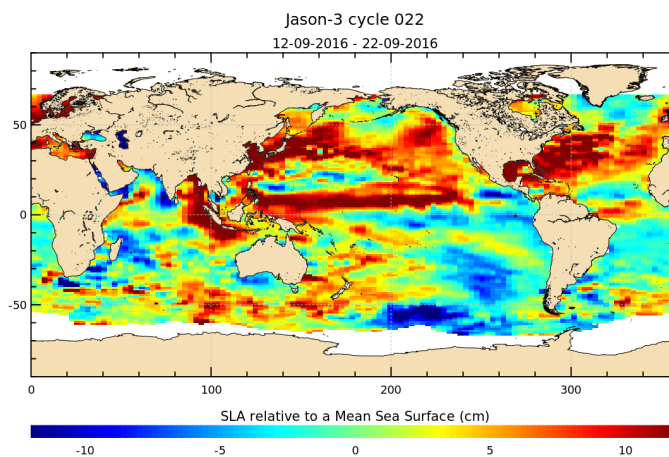 Jason-3 cycle 022
12-09-2016 - 22-09-2016
50
0
-50
0 100 200 300
SLA relative to a Mean Sea Surface (cm)
-10 -5 0 5 10